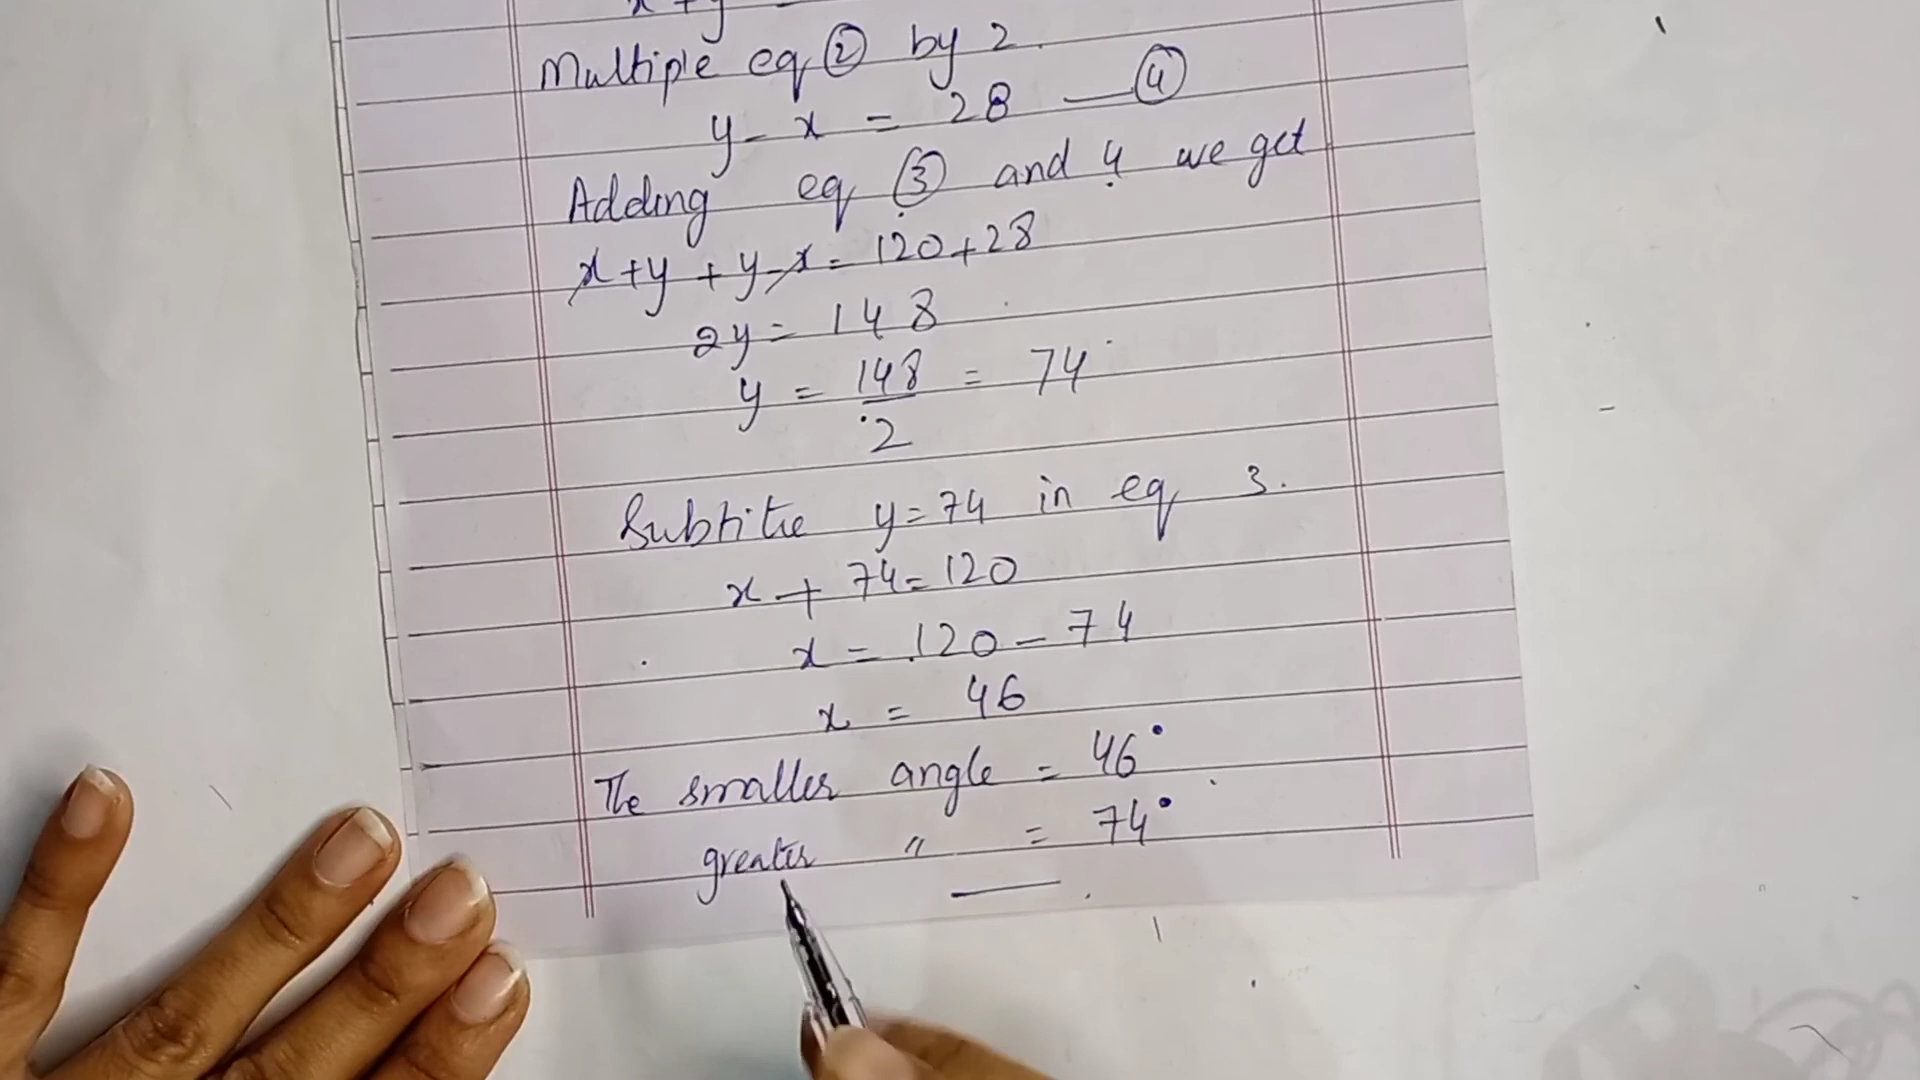 x + y
Multiple eq ② by 2.
y - x = 28 — ④
Adding eq ③ and 4 we get
x + y + y - x = 120 + 28
2y = 148
y = 148/2 = 74
Subtitie y = 74 in eq 3.
x + 74 = 120
x = 120 - 74
x = 46
The smaller angle = 46°
greater " = 74°